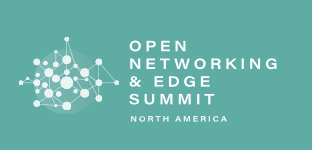 OPEN
NETWORKING
& EDGE
SUMMIT
NORTH AMERICA